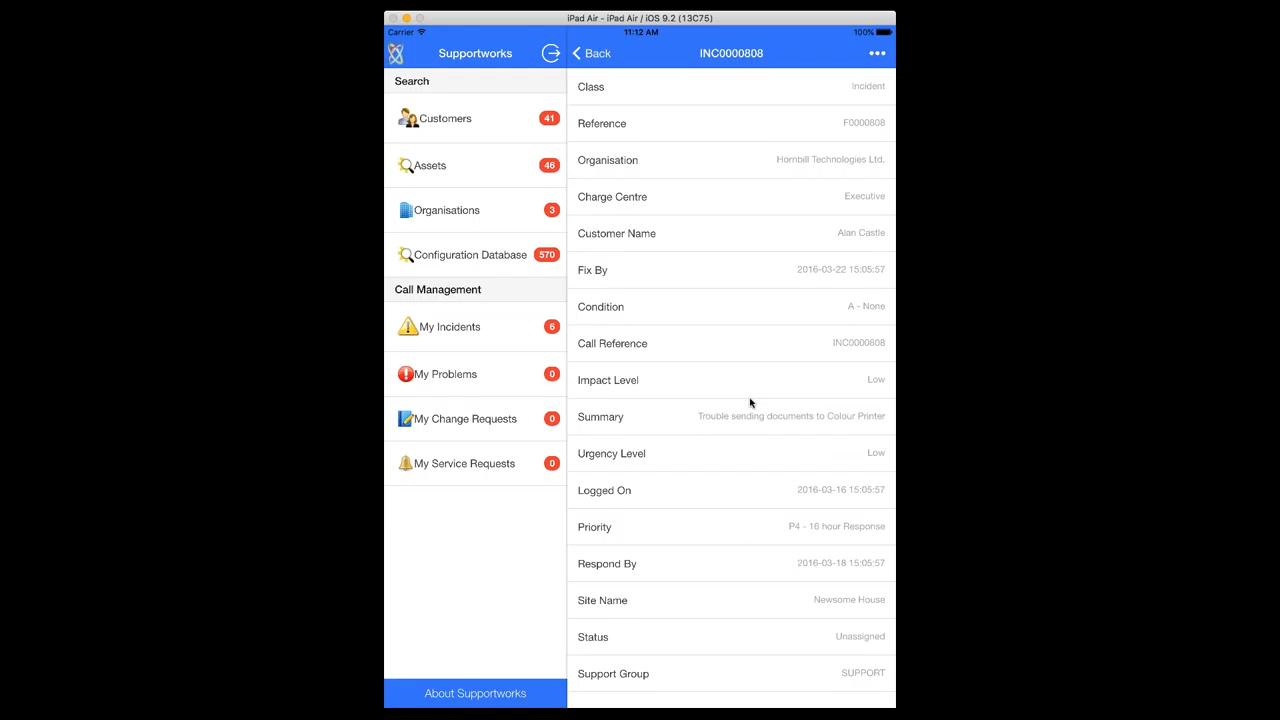 iPad Air - iPad Air / iOS 9.2 (13C75)
Carrier 11:12 AM 100%
Supportworks
Back INC0000808
Search
Customers 41
Assets 46
Organisations 3
Configuration Database 570
Call Management
My Incidents 6
My Problems 0
My Change Requests 0
My Service Requests 0
About Supportworks
Class Incident
Reference F0000808
Organisation Hornbill Technologies Ltd.
Charge Centre Executive
Customer Name Alan Castle
Fix By 2016-03-22 15:05:57
Condition A - None
Call Reference INC0000808
Impact Level Low
Summary Trouble sending documents to Colour Printer
Urgency Level Low
Logged On 2016-03-16 15:05:57
Priority P4 - 16 hour Response
Respond By 2016-03-18 15:05:57
Site Name Newsome House
Status Unassigned
Support Group SUPPORT